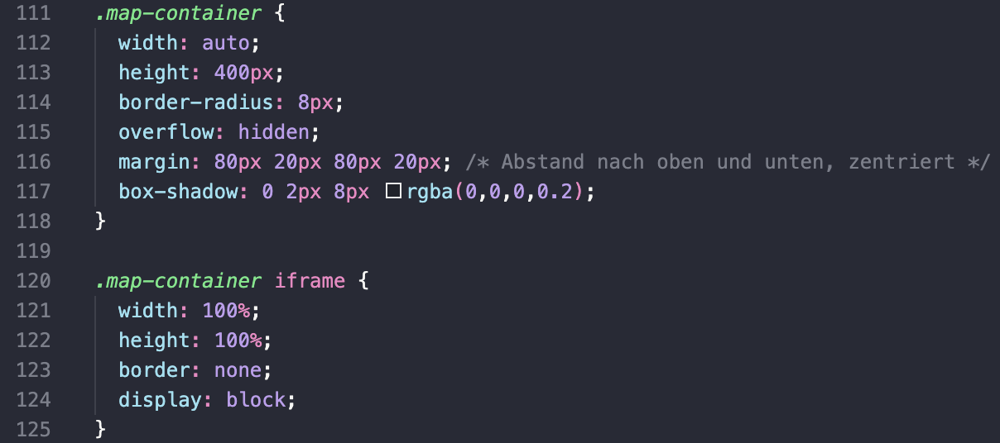 111 .map-container {
112 width: auto;
113 height: 400px;
114 border-radius: 8px;
115 overflow: hidden;
116 margin: 80px 20px 80px 20px; /* Abstand nach oben und unten, zentriert */
117 box-shadow: 0 2px 8px rgba(0,0,0,0.2);
118 }
119
120 .map-container iframe {
121 width: 100%;
122 height: 100%;
123 border: none;
124 display: block;
125 }